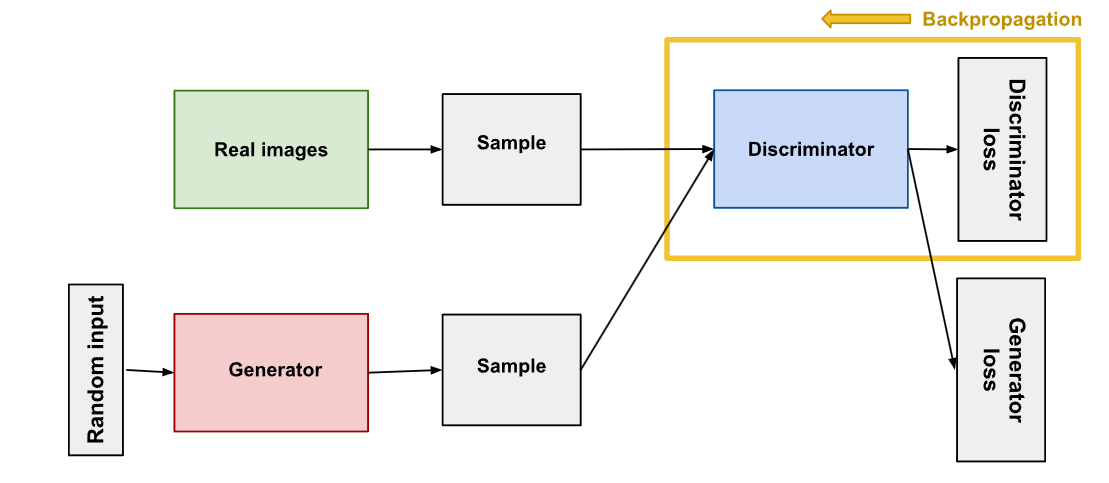 Backpropagation
Real images
Sample
Discriminator
Discriminator
loss
Random input
Generator
Sample
Generator
loss